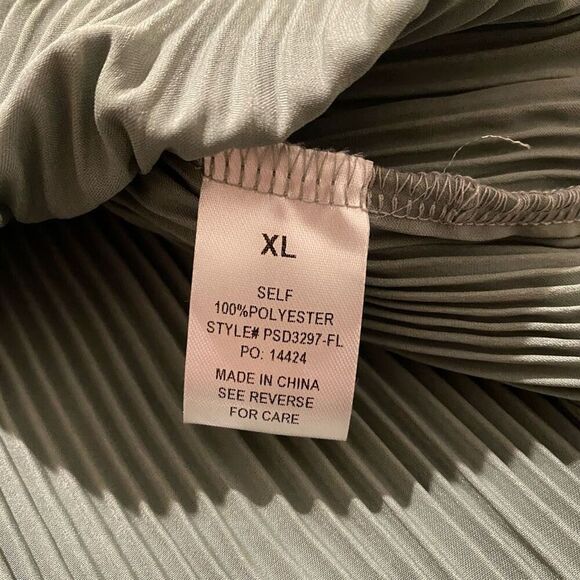 XL
SELF
100%POLYESTER
STYLE# PSD3297-FL
PO: 14424
MADE IN CHINA
SEE REVERSE
FOR CARE